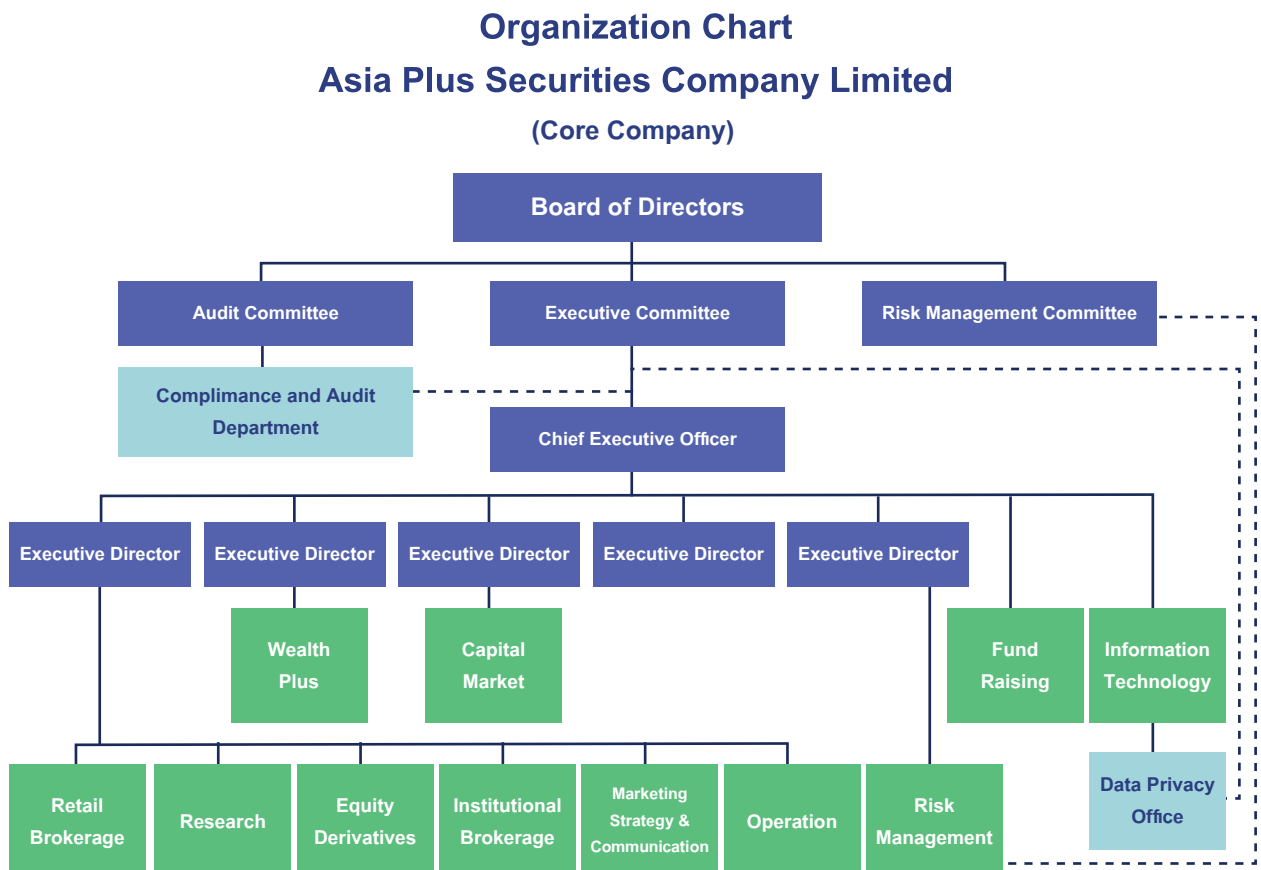 Organization Chart
Asia Plus Securities Company Limited
(Core Company)
Board of Directors
Audit Committee
Executive Committee
Risk Management Committee
Complimance and Audit
Department
Chief Executive Officer
Executive Director
Executive Director
Executive Director
Executive Director
Executive Director
Wealth
Plus
Capital
Market
Fund
Raising
Information
Technology
Retail
Brokerage
Research
Equity
Derivatives
Institutional
Brokerage
Marketing
Strategy &
Communication
Operation
Risk
Management
Data Privacy
Office